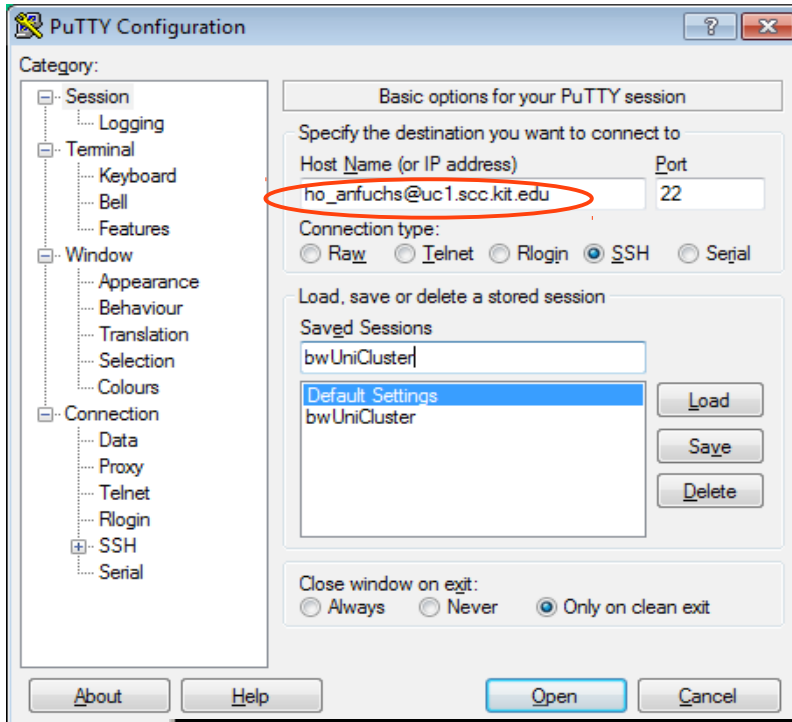 PuTTY Configuration
Category:
Session
Logging
Terminal
Keyboard
Bell
Features
Window
Appearance
Behaviour
Translation
Selection
Colours
Connection
Data
Proxy
Telnet
Rlogin
SSH
Serial
Basic options for your PuTTY session
Specify the destination you want to connect to
Host Name (or IP address) Port
ho_anfuchs@uc1.scc.kit.edu 22
Connection type:
Raw Telnet Rlogin SSH Serial
Load, save or delete a stored session
Saved Sessions
bwUniCluster
Default Settings
bwUniCluster
Load
Save
Delete
Close window on exit:
Always Never Only on clean exit
About Help Open Cancel